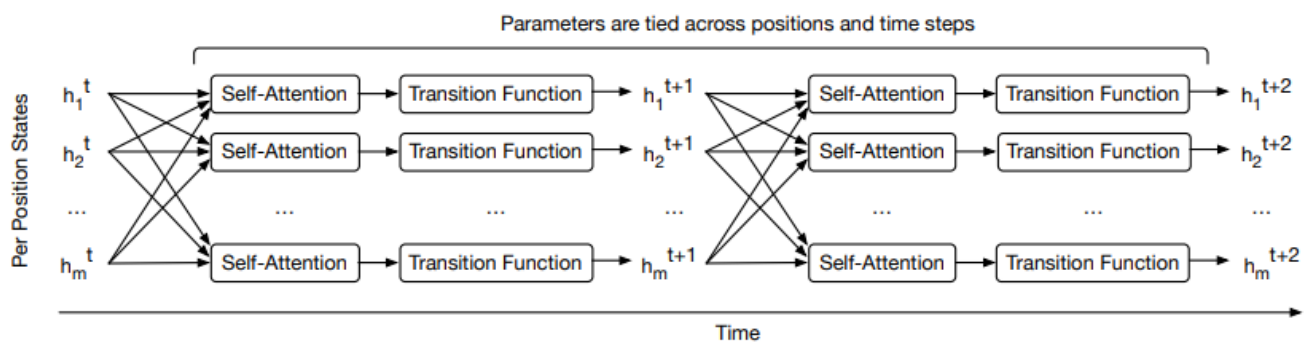 Parameters are tied across positions and time steps
Per Position States
h₁ᵗ Self-Attention Transition Function h₁ᵗ⁺¹ Self-Attention Transition Function h₁ᵗ⁺²
h₂ᵗ Self-Attention Transition Function h₂ᵗ⁺¹ Self-Attention Transition Function h₂ᵗ⁺²
... ... ... ... ... ... ...
hₘᵗ Self-Attention Transition Function hₘᵗ⁺¹ Self-Attention Transition Function hₘᵗ⁺²
Time